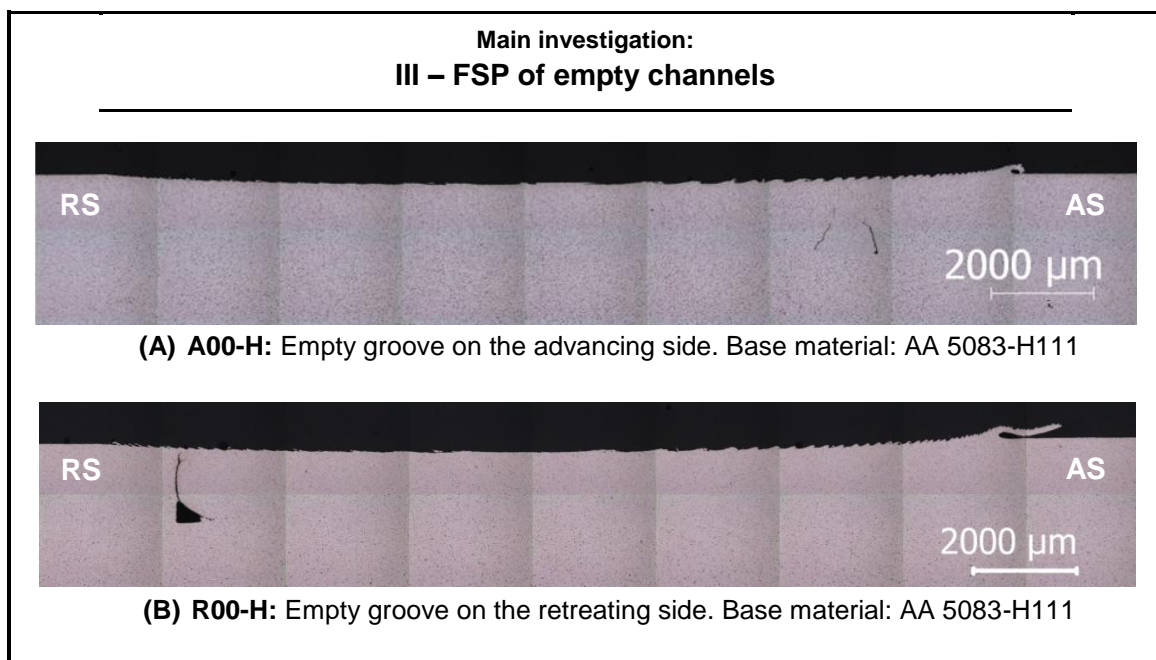 Main investigation:
III – FSP of empty channels
RS
AS
2000 µm
(A) A00-H: Empty groove on the advancing side. Base material: AA 5083-H111
RS
AS
2000 µm
(B) R00-H: Empty groove on the retreating side. Base material: AA 5083-H111